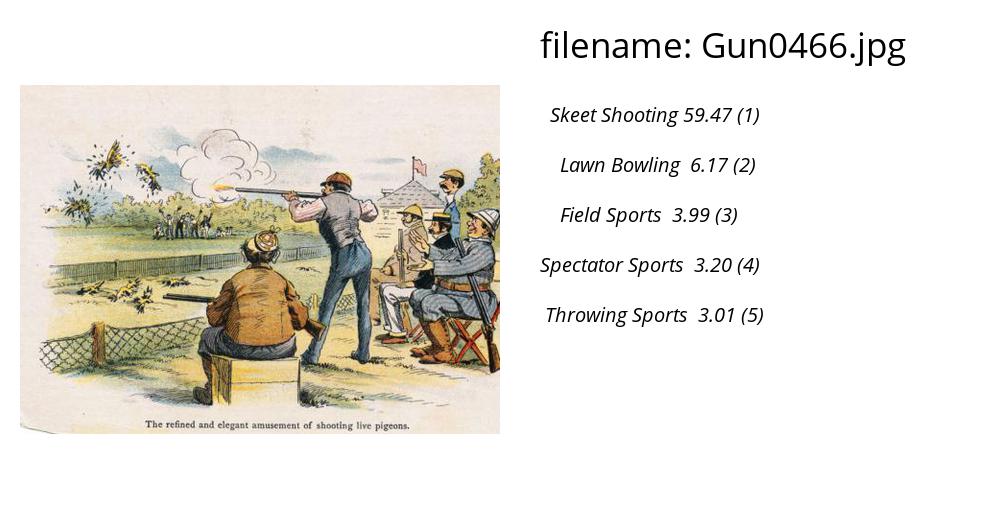 filename: Gun0466.jpg
Skeet Shooting 59.47 (1)
Lawn Bowling 6.17 (2)
Field Sports 3.99 (3)
Spectator Sports 3.20 (4)
Throwing Sports 3.01 (5)
The refined and elegant amusement of shooting live pigeons.